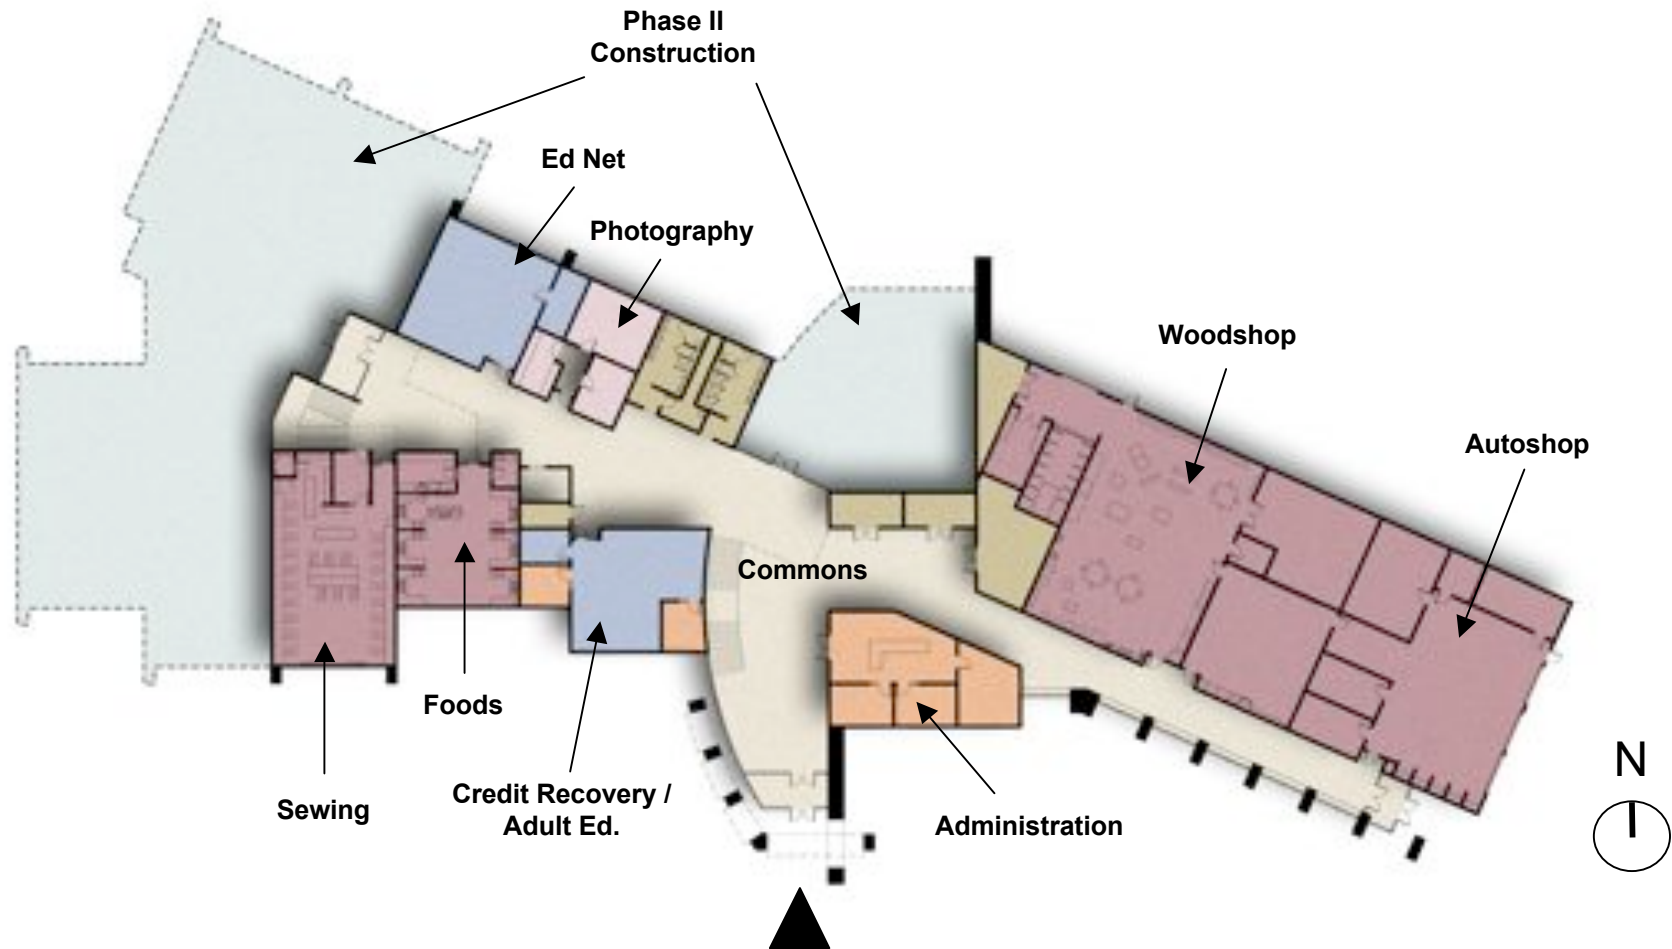 Phase II
Construction
Ed Net
Photography
Woodshop
Autoshop
Commons
Foods
Sewing
Credit Recovery /
Adult Ed.
Administration
N